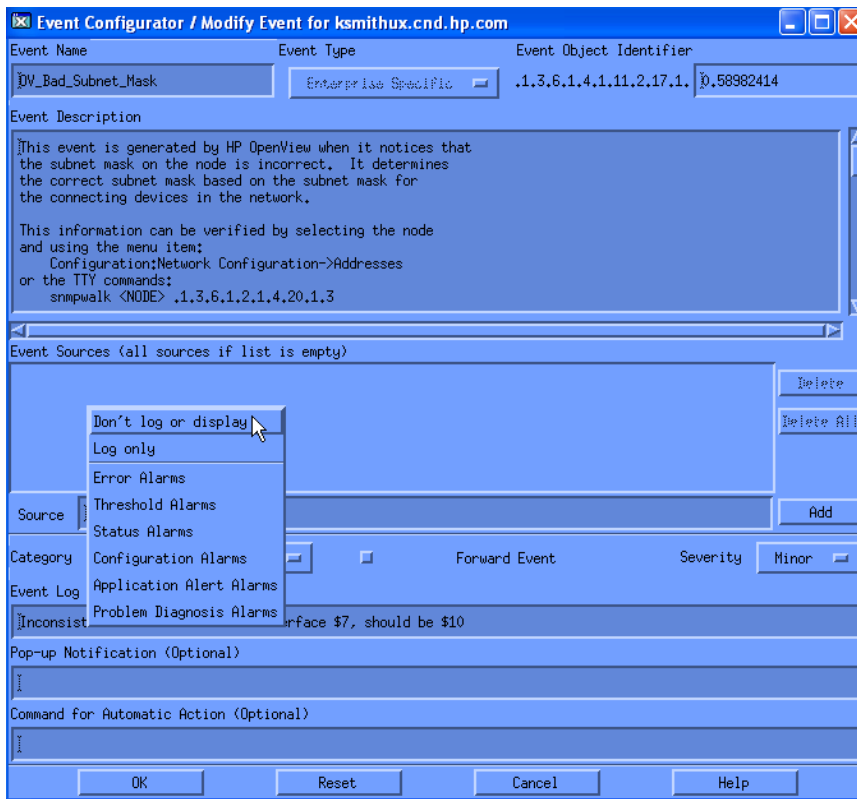 Event Configurator / Modify Event for ksmithux.cnd.hp.com
Event Name Event Type Event Object Identifier
OV_Bad_Subnet_Mask Enterprise Specific .1.3.6.1.4.1.11.2.17.1. 0.58982414
Event Description
This event is generated by HP OpenView when it notices that
the subnet mask on the node is incorrect. It determines
the correct subnet mask based on the subnet mask for
the connecting devices in the network.
This information can be verified by selecting the node
and using the menu item:
Configuration:Network Configuration->Addresses
or the TTY commands:
snmpwalk <NODE> .1.3.6.1.2.1.4.20.1.3
Event Sources (all sources if list is empty)
Delete
Delete All
Don't log or display
Log only
Error Alarms
Threshold Alarms
Status Alarms
Configuration Alarms
Application Alert Alarms
Problem Diagnosis Alarms
Source Add
Category Forward Event Severity Minor
Event Log
Inconsist erface $7, should be $10
Pop-up Notification (Optional)
Command for Automatic Action (Optional)
OK Reset Cancel Help